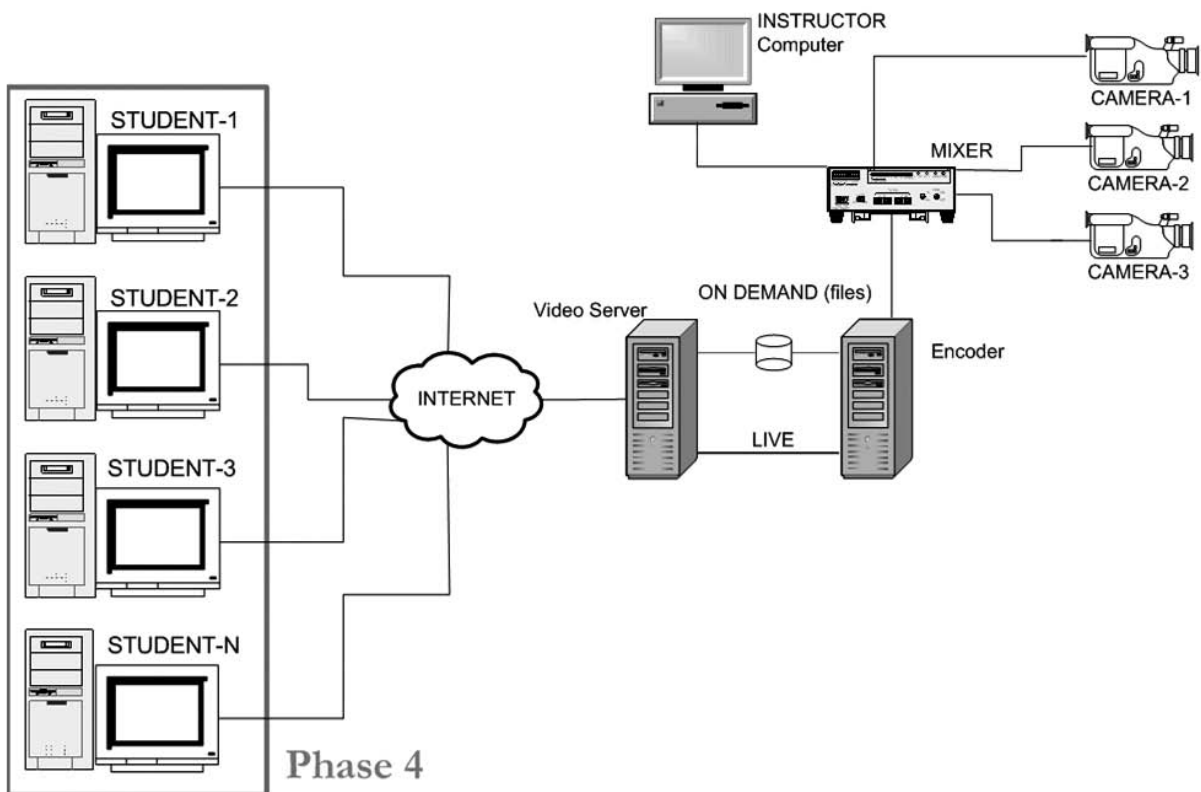 INSTRUCTOR
Computer
CAMERA-1
MIXER
CAMERA-2
CAMERA-3
STUDENT-1
STUDENT-2
STUDENT-3
STUDENT-N
INTERNET
Video Server
ON DEMAND (files)
Encoder
LIVE
Phase 4